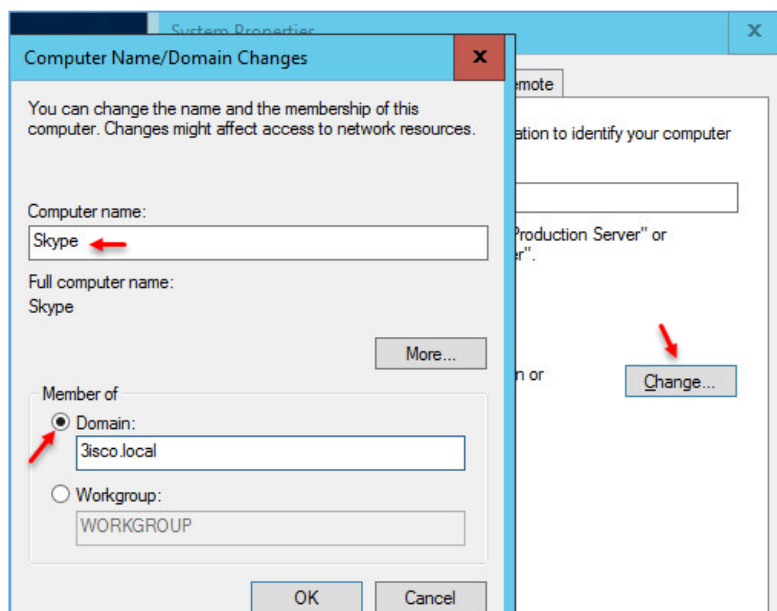 System Properties
x
Computer Name/Domain Changes
x
You can change the name and the membership of this
computer. Changes might affect access to network resources.
Computer name:
Skype
Full computer name:
Skype
More...
Member of
Domain:
3isco.local
Workgroup:
WORKGROUP
OK
Cancel
emote
ation to identify your computer
Production Server" or
er".
n or
Change...